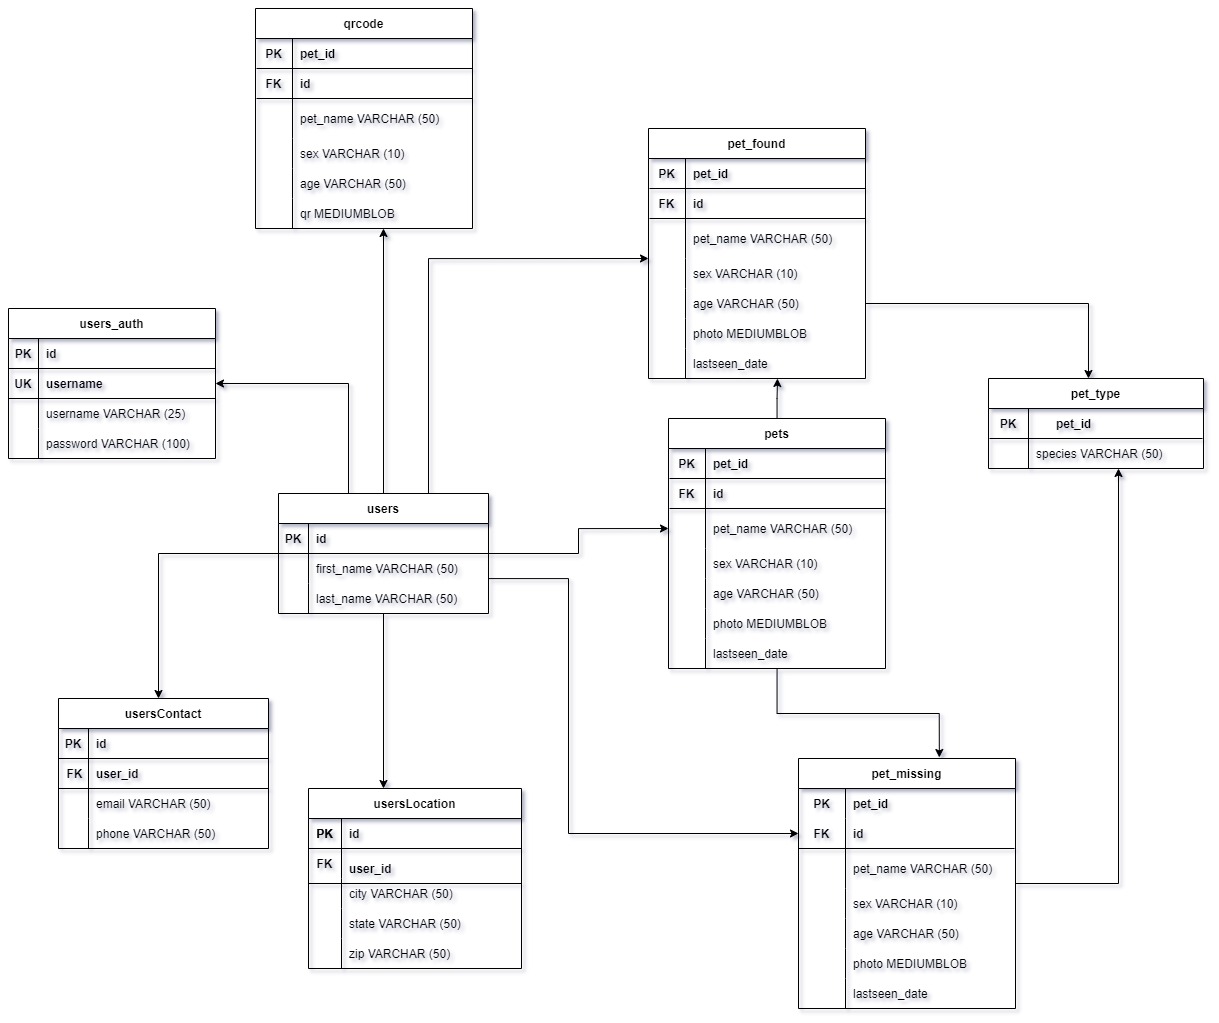 qrcode
PK pet_id
FK id
pet_name VARCHAR (50)
sex VARCHAR (10)
age VARCHAR (50)
qr MEDIUMBLOB
pet_found
PK pet_id
FK id
pet_name VARCHAR (50)
sex VARCHAR (10)
age VARCHAR (50)
photo MEDIUMBLOB
lastseen_date
users_auth
PK id
UK username
username VARCHAR (25)
password VARCHAR (100)
pet_type
PK pet_id
species VARCHAR (50)
pets
PK pet_id
FK id
pet_name VARCHAR (50)
sex VARCHAR (10)
age VARCHAR (50)
photo MEDIUMBLOB
lastseen_date
users
PK id
first_name VARCHAR (50)
last_name VARCHAR (50)
usersContact
PK id
FK user_id
email VARCHAR (50)
phone VARCHAR (50)
usersLocation
PK id
FK user_id
city VARCHAR (50)
state VARCHAR (50)
zip VARCHAR (50)
pet_missing
PK pet_id
FK id
pet_name VARCHAR (50)
sex VARCHAR (10)
age VARCHAR (50)
photo MEDIUMBLOB
lastseen_date